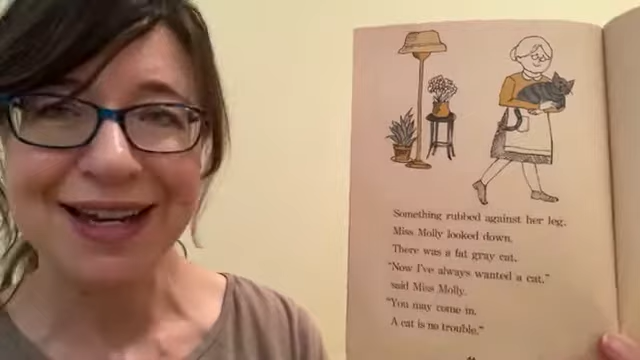 Something rubbed against her leg.
Miss Molly looked down.
There was a fat gray cat.
"Now I've always wanted a cat,"
said Miss Molly.
"You may come in.
A cat is no trouble."